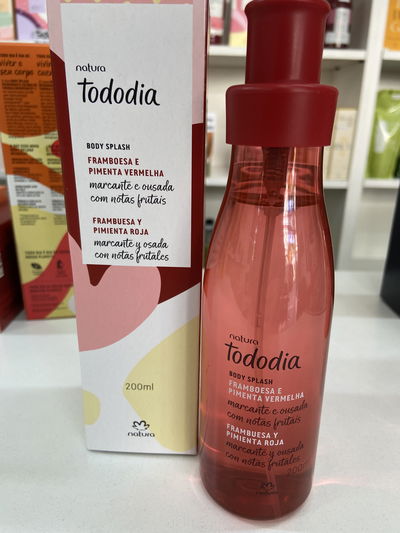 natura
tododia
BODY SPLASH
FRAMBOESA E
PIMENTA VERMELHA
marcante e ousada
com notas frutais
FRAMBUESA Y
PIMIENTA ROJA
marcante y osada
con notas frutales
200ml
natura
natura
tododia
BODY SPLASH
FRAMBOESA E
PIMENTA VERMELHA
marcante e ousada
com notas frutais
FRAMBUESA Y
PIMIENTA ROJA
marcante y osada
con notas frutales
200ml
natura